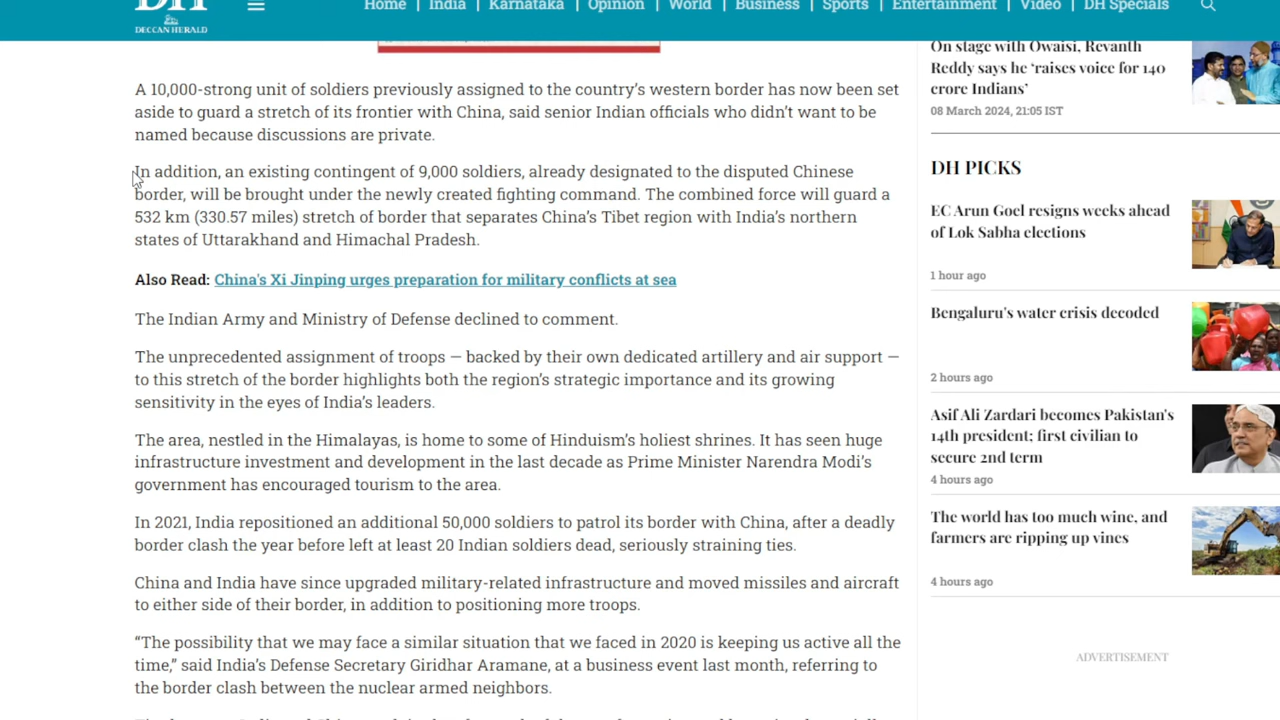 DH
DECCAN HERALD
Home | India | Karnataka | Opinion | World | Business | Sports | Entertainment | Video | DH Specials
A 10,000-strong unit of soldiers previously assigned to the country's western border has now been set
aside to guard a stretch of its frontier with China, said senior Indian officials who didn't want to be
named because discussions are private.
In addition, an existing contingent of 9,000 soldiers, already designated to the disputed Chinese
border, will be brought under the newly created fighting command. The combined force will guard a
532 km (330.57 miles) stretch of border that separates China's Tibet region with India's northern
states of Uttarakhand and Himachal Pradesh.
Also Read: China's Xi Jinping urges preparation for military conflicts at sea
The Indian Army and Ministry of Defense declined to comment.
The unprecedented assignment of troops — backed by their own dedicated artillery and air support —
to this stretch of the border highlights both the region's strategic importance and its growing
sensitivity in the eyes of India's leaders.
The area, nestled in the Himalayas, is home to some of Hinduism's holiest shrines. It has seen huge
infrastructure investment and development in the last decade as Prime Minister Narendra Modi's
government has encouraged tourism to the area.
In 2021, India repositioned an additional 50,000 soldiers to patrol its border with China, after a deadly
border clash the year before left at least 20 Indian soldiers dead, seriously straining ties.
China and India have since upgraded military-related infrastructure and moved missiles and aircraft
to either side of their border, in addition to positioning more troops.
“The possibility that we may face a similar situation that we faced in 2020 is keeping us active all the
time,” said India's Defense Secretary Giridhar Aramane, at a business event last month, referring to
the border clash between the nuclear armed neighbors.
On stage with Owaisi, Revanth
Reddy says he ‘raises voice for 140
crore Indians’
08 March 2024, 21:05 IST
DH PICKS
EC Arun Goel resigns weeks ahead
of Lok Sabha elections
1 hour ago
Bengaluru's water crisis decoded
2 hours ago
Asif Ali Zardari becomes Pakistan's
14th president; first civilian to
secure 2nd term
4 hours ago
The world has too much wine, and
farmers are ripping up vines
4 hours ago
ADVERTISEMENT